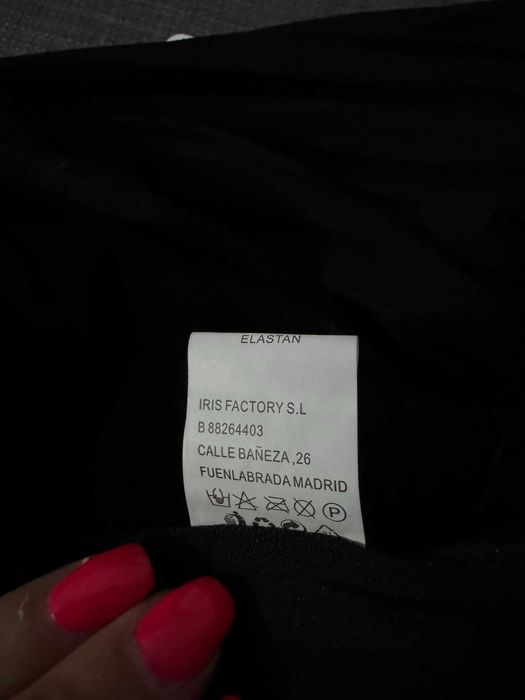 ELASTAN
IRIS FACTORY S.L
B 88264403
CALLE BAÑEZA ,26
FUENLABRADA MADRID
P